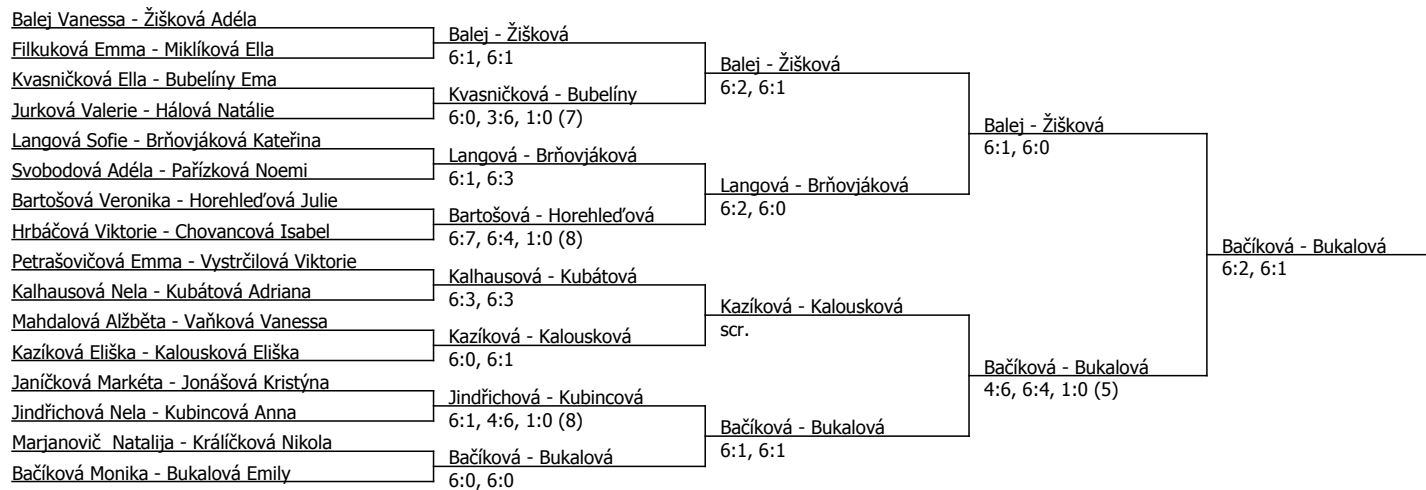 Balej Vanessa - Žišková Adéla
Filkuková Emma - Miklíková Ella
Kvasničková Ella - Bubelíny Ema
Jurková Valerie - Hálová Natálie
Langová Sofie - Brňovjáková Kateřina
Svobodová Adéla - Pařízková Noemi
Bartošová Veronika - Horehleďová Julie
Hrbáčová Viktorie - Chovancová Isabel
Petrašovičová Emma - Vystrčilová Viktorie
Kalhausová Nela - Kubátová Adriana
Mahdalová Alžběta - Vaňková Vanessa
Kazíková Eliška - Kalousková Eliška
Janíčková Markéta - Jonášová Kristýna
Jindřichová Nela - Kubincová Anna
Marjanovič  Natalija - Králíčková Nikola
Bačíková Monika - Bukalová Emily
Balej - Žišková
6:1, 6:1
Kvasničková - Bubelíny
6:0, 3:6, 1:0 (7)
Langová - Brňovjáková
6:1, 6:3
Bartošová - Horehleďová
6:7, 6:4, 1:0 (8)
Kalhausová - Kubátová
6:3, 6:3
Kazíková - Kalousková
6:0, 6:1
Jindřichová - Kubincová
6:1, 4:6, 1:0 (8)
Bačíková - Bukalová
6:0, 6:0
Balej - Žišková
6:2, 6:1
Langová - Brňovjáková
6:2, 6:0
Kazíková - Kalousková
scr.
Bačíková - Bukalová
6:1, 6:1
Balej - Žišková
6:1, 6:0
Bačíková - Bukalová
4:6, 6:4, 1:0 (5)
Bačíková - Bukalová
6:2, 6:1